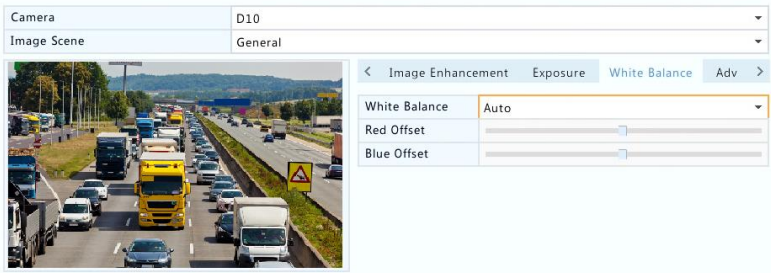 Camera D10
Image Scene General
< Image Enhancement Exposure White Balance Adv >
White Balance Auto
Red Offset
Blue Offset